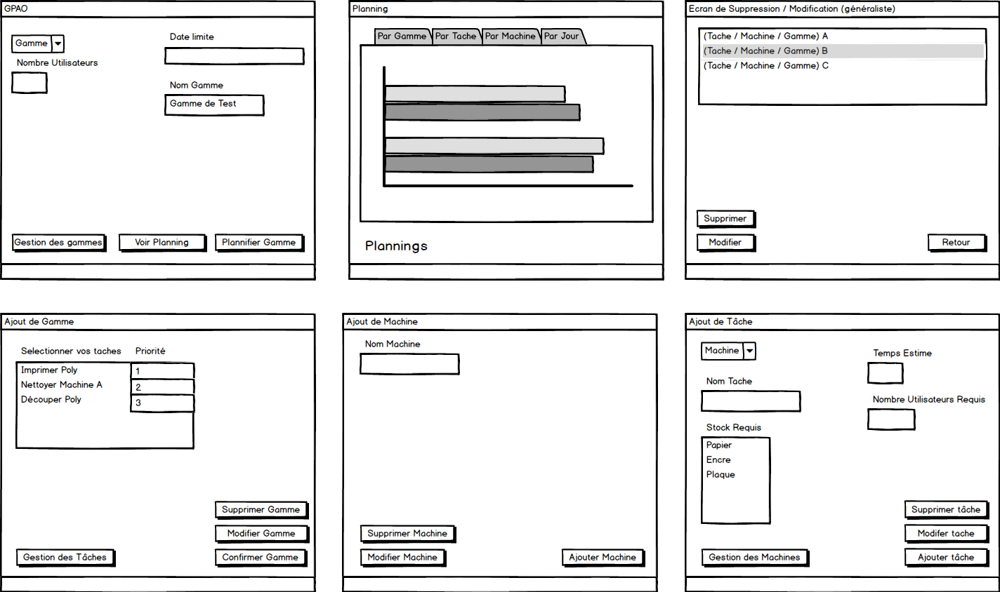 GPAO
Gamme
Nombre Utilisateurs
Date limite
Nom Gamme
Gamme de Test
Gestion des gammes
Voir Planning
Plannifier Gamme
Planning
Par Gamme
Par Tache
Par Machine
Par Jour
Plannings
Ecran de Suppression / Modification (généraliste)
(Tache / Machine / Gamme) A
(Tache / Machine / Gamme) B
(Tache / Machine / Gamme) C
Supprimer
Modifier
Retour
Ajout de Gamme
Selectionner vos taches
Priorité
Imprimer Poly
1
Nettoyer Machine A
2
Découper Poly
3
Supprimer Gamme
Modifier Gamme
Gestion des Tâches
Confirmer Gamme
Ajout de Machine
Nom Machine
Supprimer Machine
Modifier Machine
Ajouter Machine
Ajout de Tâche
Machine
Temps Estime
Nom Tache
Nombre Utilisateurs Requis
Stock Requis
Papier
Encre
Plaque
Supprimer tâche
Modifer tache
Gestion des Machines
Ajouter tâche